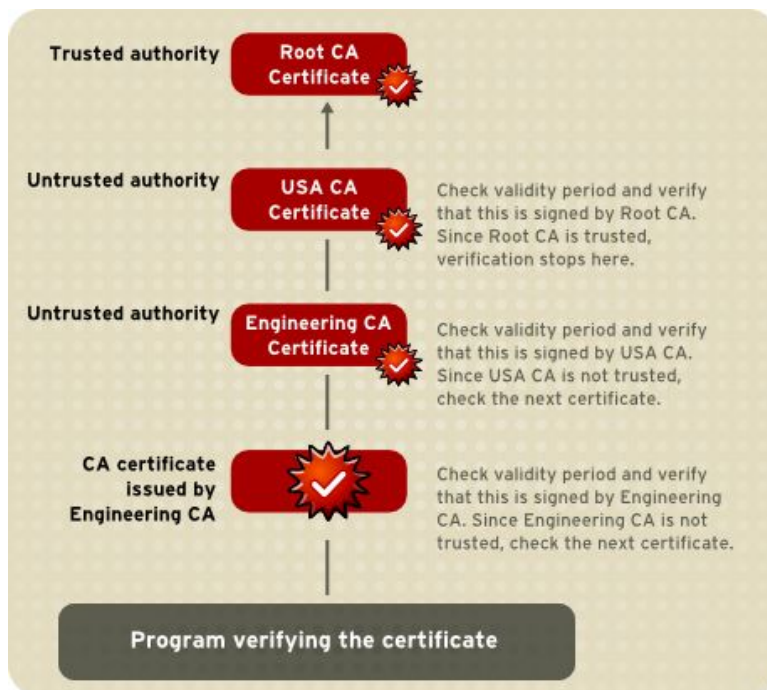 Trusted authority
Root CA
Certificate
Untrusted authority
USA CA
Certificate
Check validity period and verify
that this is signed by Root CA.
Since Root CA is trusted,
verification stops here.
Untrusted authority
Engineering CA
Certificate
Check validity period and verify
that this is signed by USA CA.
Since USA CA is not trusted,
check the next certificate.
CA certificate
issued by
Engineering CA
Check validity period and verify
that this is signed by Engineering
CA. Since Engineering CA is not
trusted, check the next certificate.
Program verifying the certificate